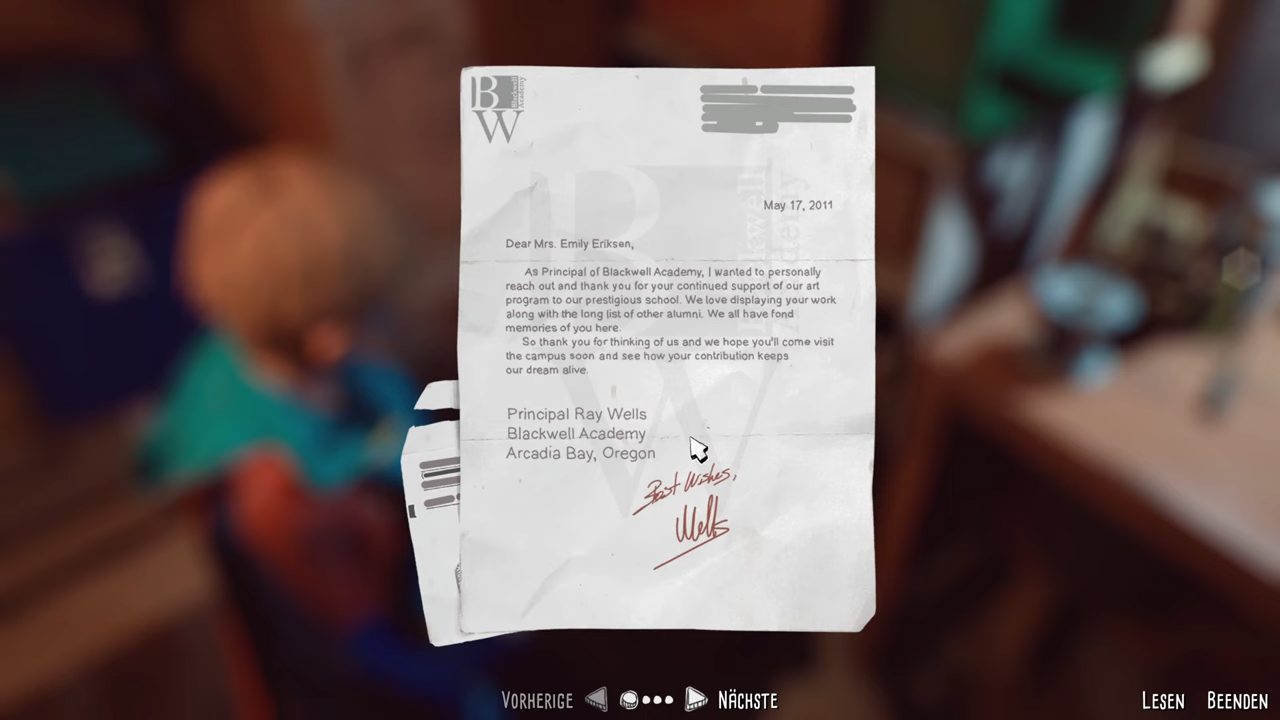 BW
Blackwell Academy
May 17, 2011
Dear Mrs. Emily Eriksen,
As Principal of Blackwell Academy, I wanted to personally
reach out and thank you for your continued support of our art
program to our prestigious school. We love displaying your work
along with the long list of other alumni. We all have fond
memories of you here.
So thank you for thinking of us and we hope you'll come visit
the campus soon and see how your contribution keeps
our dream alive.
Principal Ray Wells
Blackwell Academy
Arcadia Bay, Oregon
Best Wishes,
Wells
VORHERIGE NÄCHSTE
LESEN BEENDEN